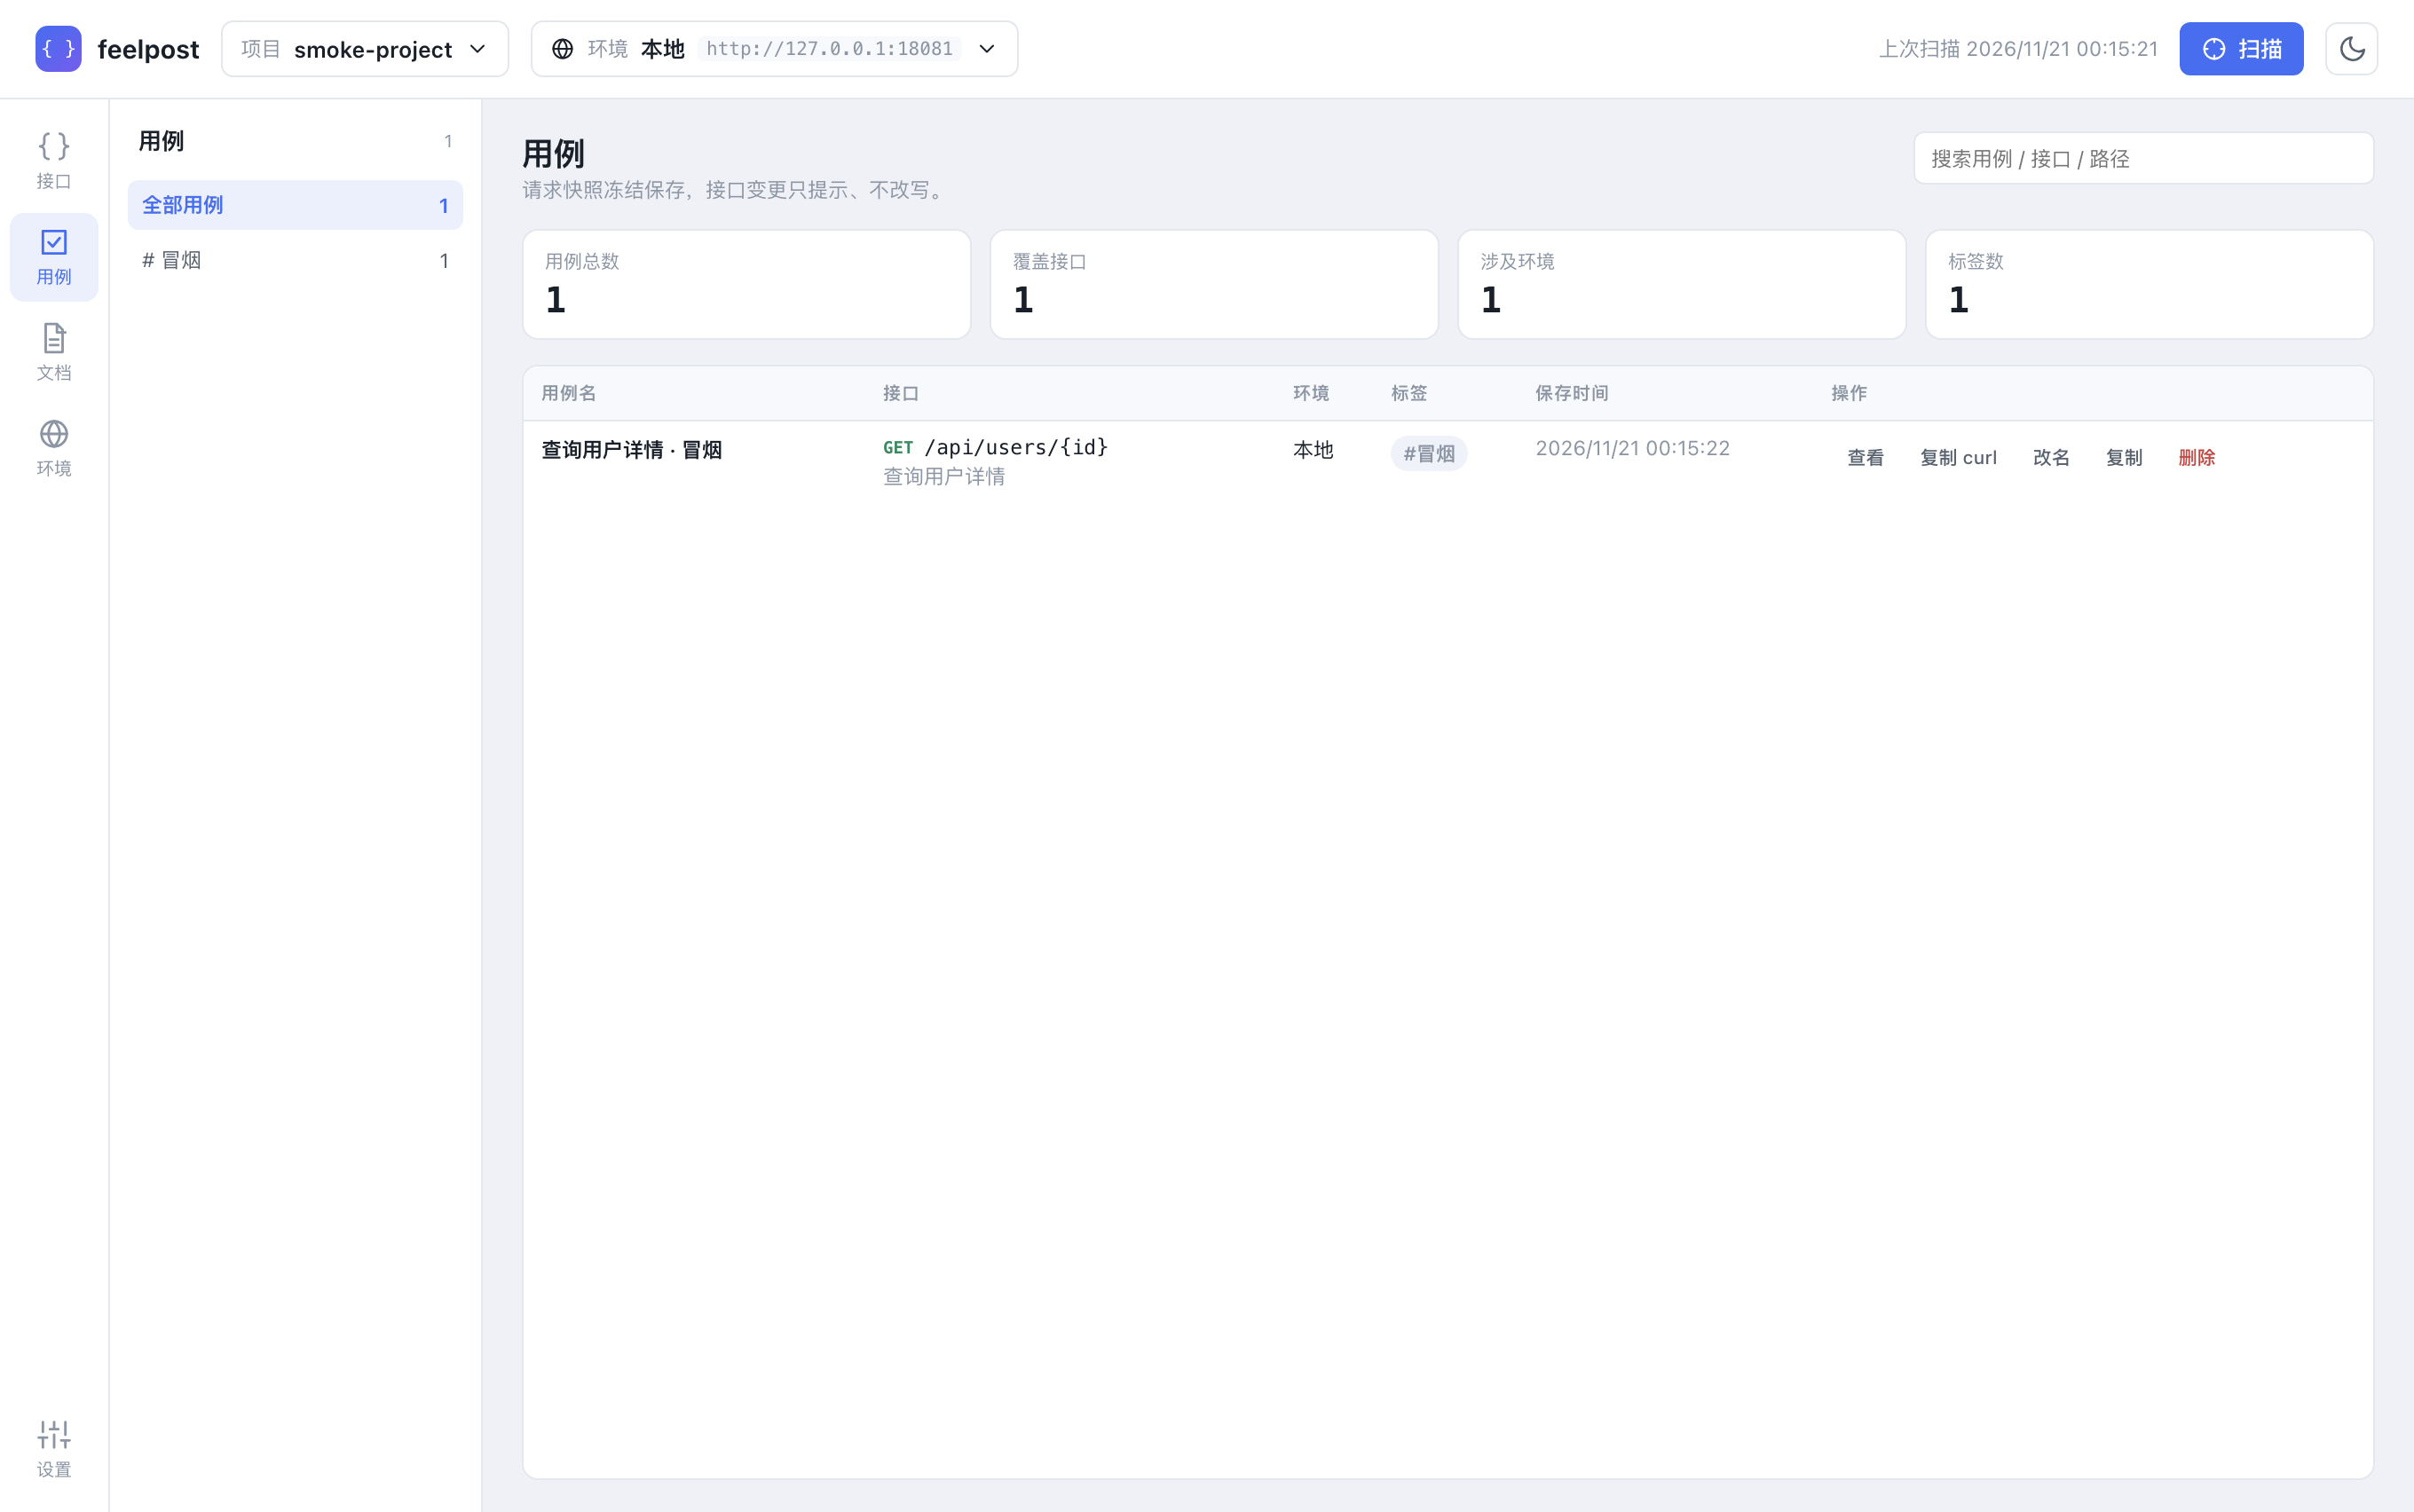 { } feelpost 项目 smoke-project 环境 本地 http://127.0.0.1:18081 上次扫描 2026/11/21 00:15:21 扫描
接口
用例
文档
环境
设置
用例 1
全部用例 1
# 冒烟 1
用例
请求快照冻结保存，接口变更只提示、不改写。
搜索用例 / 接口 / 路径
用例总数
1
覆盖接口
1
涉及环境
1
标签数
1
用例名 接口 环境 标签 保存时间 操作
查询用户详情 · 冒烟 GET /api/users/{id} 本地 #冒烟 2026/11/21 00:15:22 查看 复制 curl 改名 复制 删除
查询用户详情